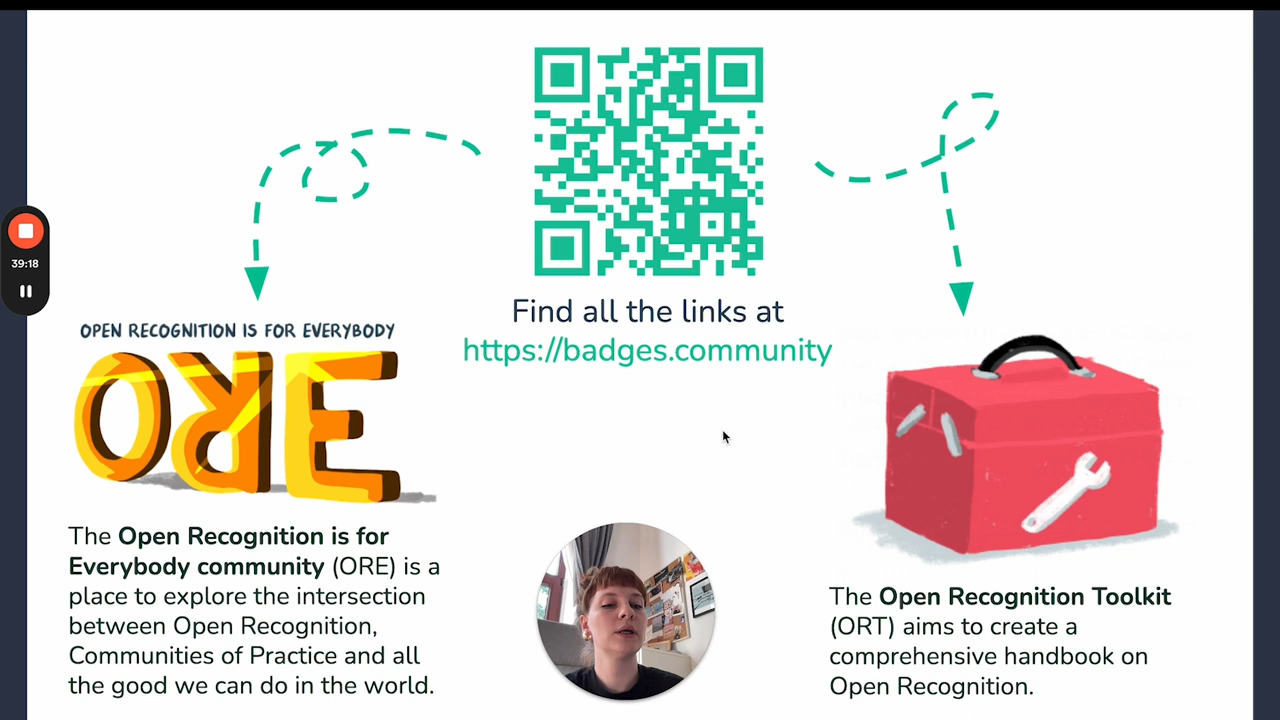 Find all the links at
https://badges.community
39:18
OPEN RECOGNITION IS FOR EVERYBODY
ORE
The Open Recognition is for
Everybody community (ORE) is a
place to explore the intersection
between Open Recognition,
Communities of Practice and all
the good we can do in the world.
The Open Recognition Toolkit
(ORT) aims to create a
comprehensive handbook on
Open Recognition.